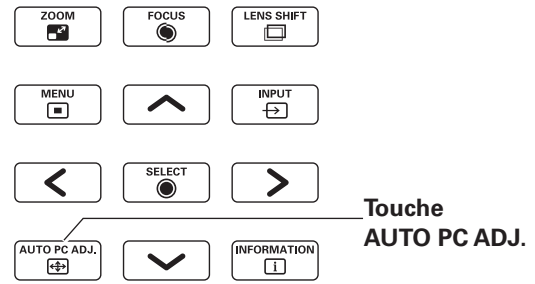 ZOOM
FOCUS
LENS SHIFT
MENU
INPUT
SELECT
AUTO PC ADJ.
INFORMATION
i
Touche
AUTO PC ADJ.